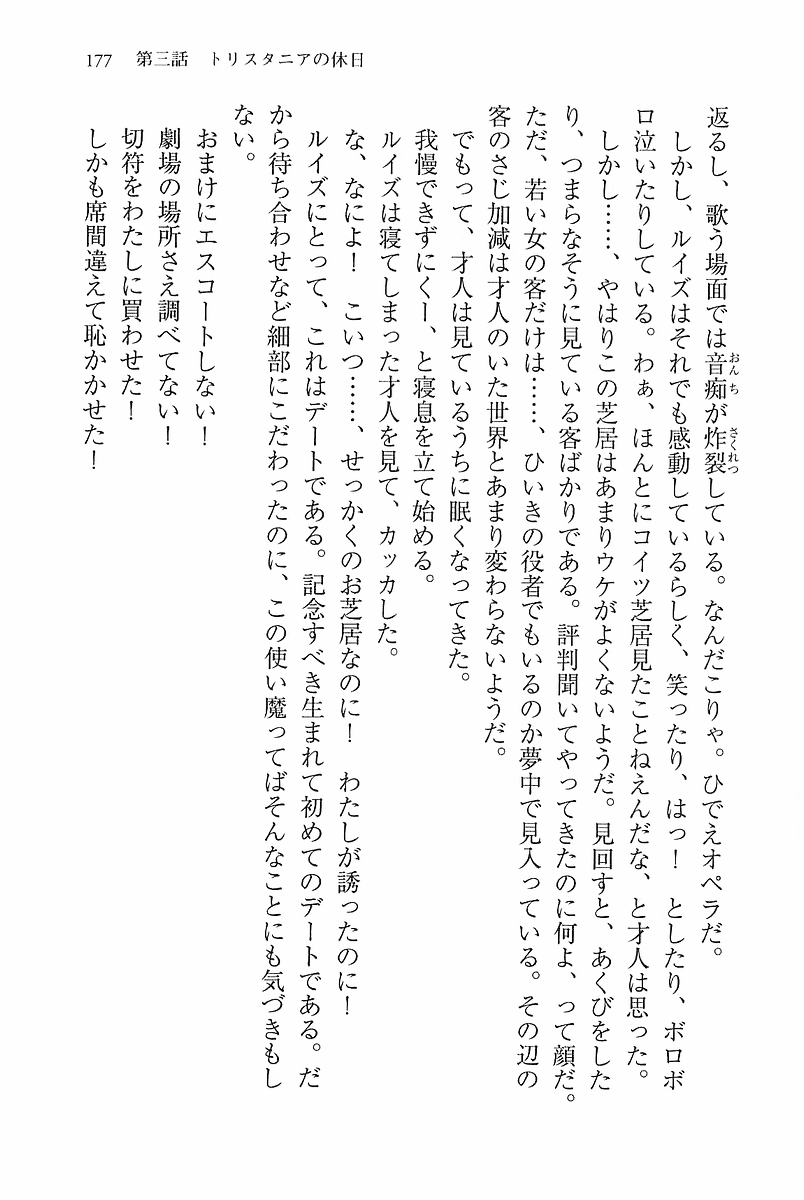 177　第三話　トリスタニアの休日
返るし、歌う場面では音痴が炸裂している。なんだこりゃ。ひでえオペラだ。
　しかし、ルイズはそれでも感動しているらしく、笑ったり、はっ！　としたり、ボロボ
ロ泣いたりしている。わぁ、ほんとにコイツ芝居見たことねえんだな、と才人は思った。
　しかし……、やはりこの芝居はあまりウケがよくないようだ。見回すと、あくびをした
り、つまらなそうに見ている客ばかりである。評判聞いてやってきたのに何よ、って顔だ。
ただ、若い女の客だけは……、ひいきの役者でもいるのか夢中で見入っている。その辺の
客のさじ加減は才人のいた世界とあまり変わらないようだ。
　でもって、才人は見ているうちに眠くなってきた。
　我慢できずにくー、と寝息を立て始める。
　ルイズは寝てしまった才人を見て、カッカした。
　な、なによ！　こいつ……、せっかくのお芝居なのに！　わたしが誘ったのに！
　ルイズにとって、これはデートである。記念すべき生まれて初めてのデートである。だ
から待ち合わせなど細部にこだわったのに、この使い魔ってばそんなことにも気づきもし
ない。
　おまけにエスコートしない！
　劇場の場所さえ調べてない！
　切符をわたしに買わせた！
　しかも席間違えて恥かかせた！